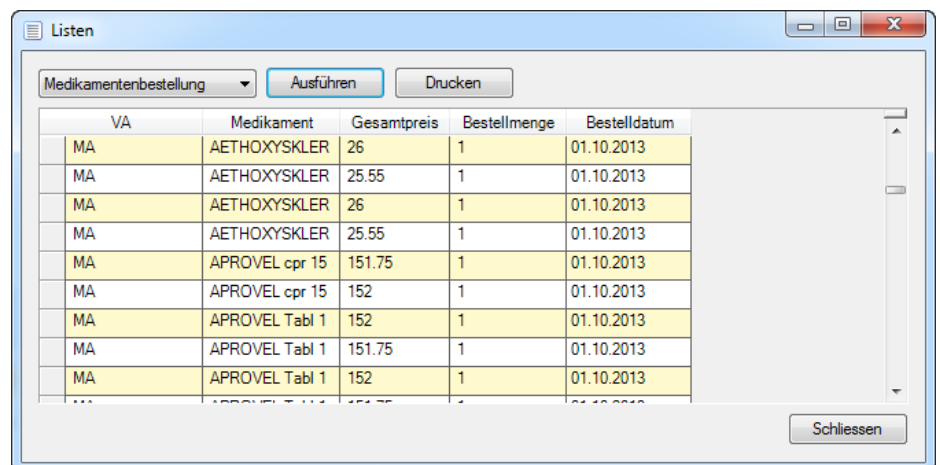 Listen
Medikamentenbestellung Ausführen Drucken
VA Medikament Gesamtpreis Bestellmenge Bestelldatum
MA AETHOXYSKLER 26 1 01.10.2013
MA AETHOXYSKLER 25.55 1 01.10.2013
MA AETHOXYSKLER 26 1 01.10.2013
MA AETHOXYSKLER 25.55 1 01.10.2013
MA APROVEL cpr 15 151.75 1 01.10.2013
MA APROVEL cpr 15 152 1 01.10.2013
MA APROVEL Tabl 1 152 1 01.10.2013
MA APROVEL Tabl 1 151.75 1 01.10.2013
MA APROVEL Tabl 1 152 1 01.10.2013
Schliessen